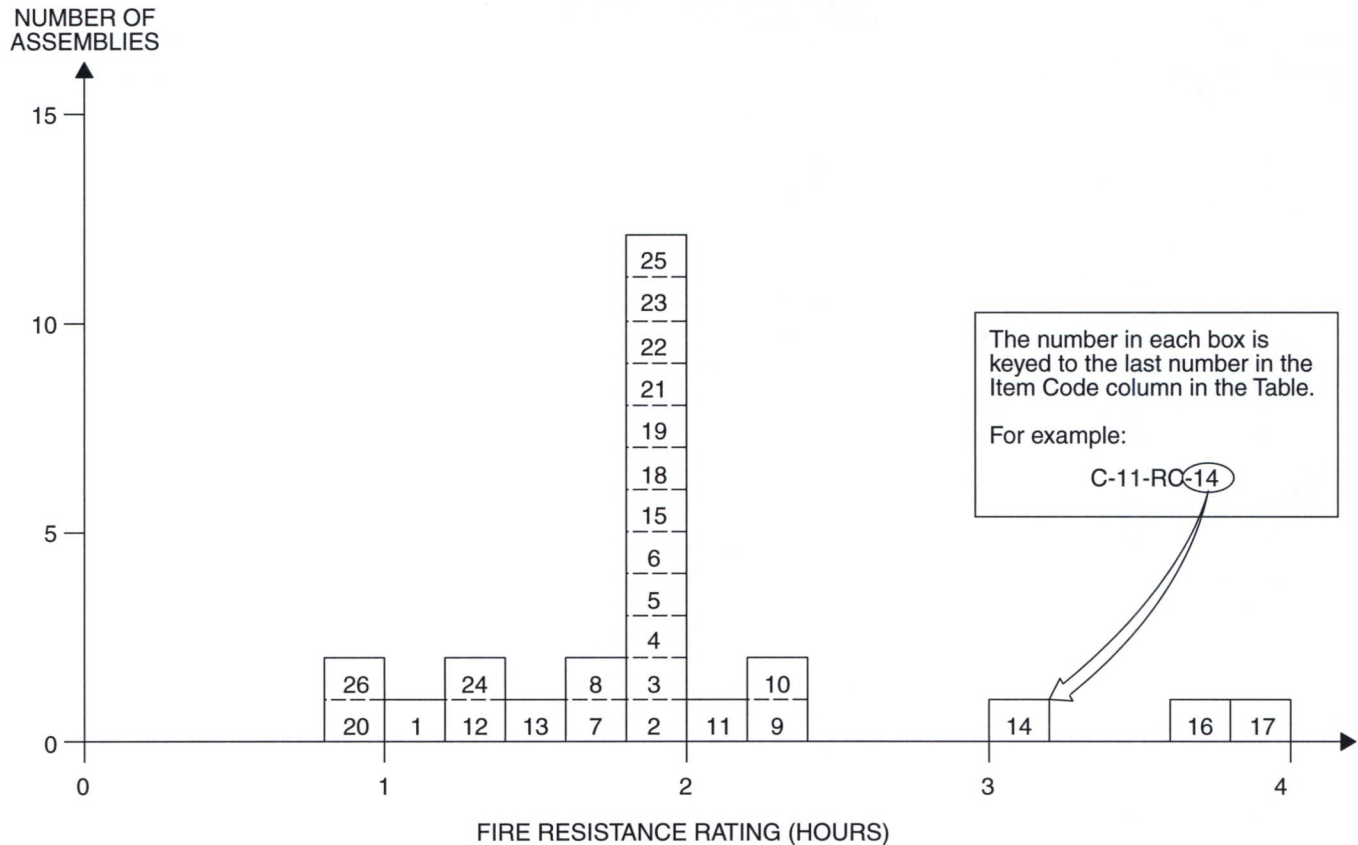 NUMBER OF
ASSEMBLIES
15
10
5
0
25
23
22
21
19
18
15
6
5
4
26 24 8 3 10
20 1 12 13 7 2 11 9 14 16 17
The number in each box is
keyed to the last number in the
Item Code column in the Table.
For example:
C-11-RC-14
0 1 2 3 4
FIRE RESISTANCE RATING (HOURS)